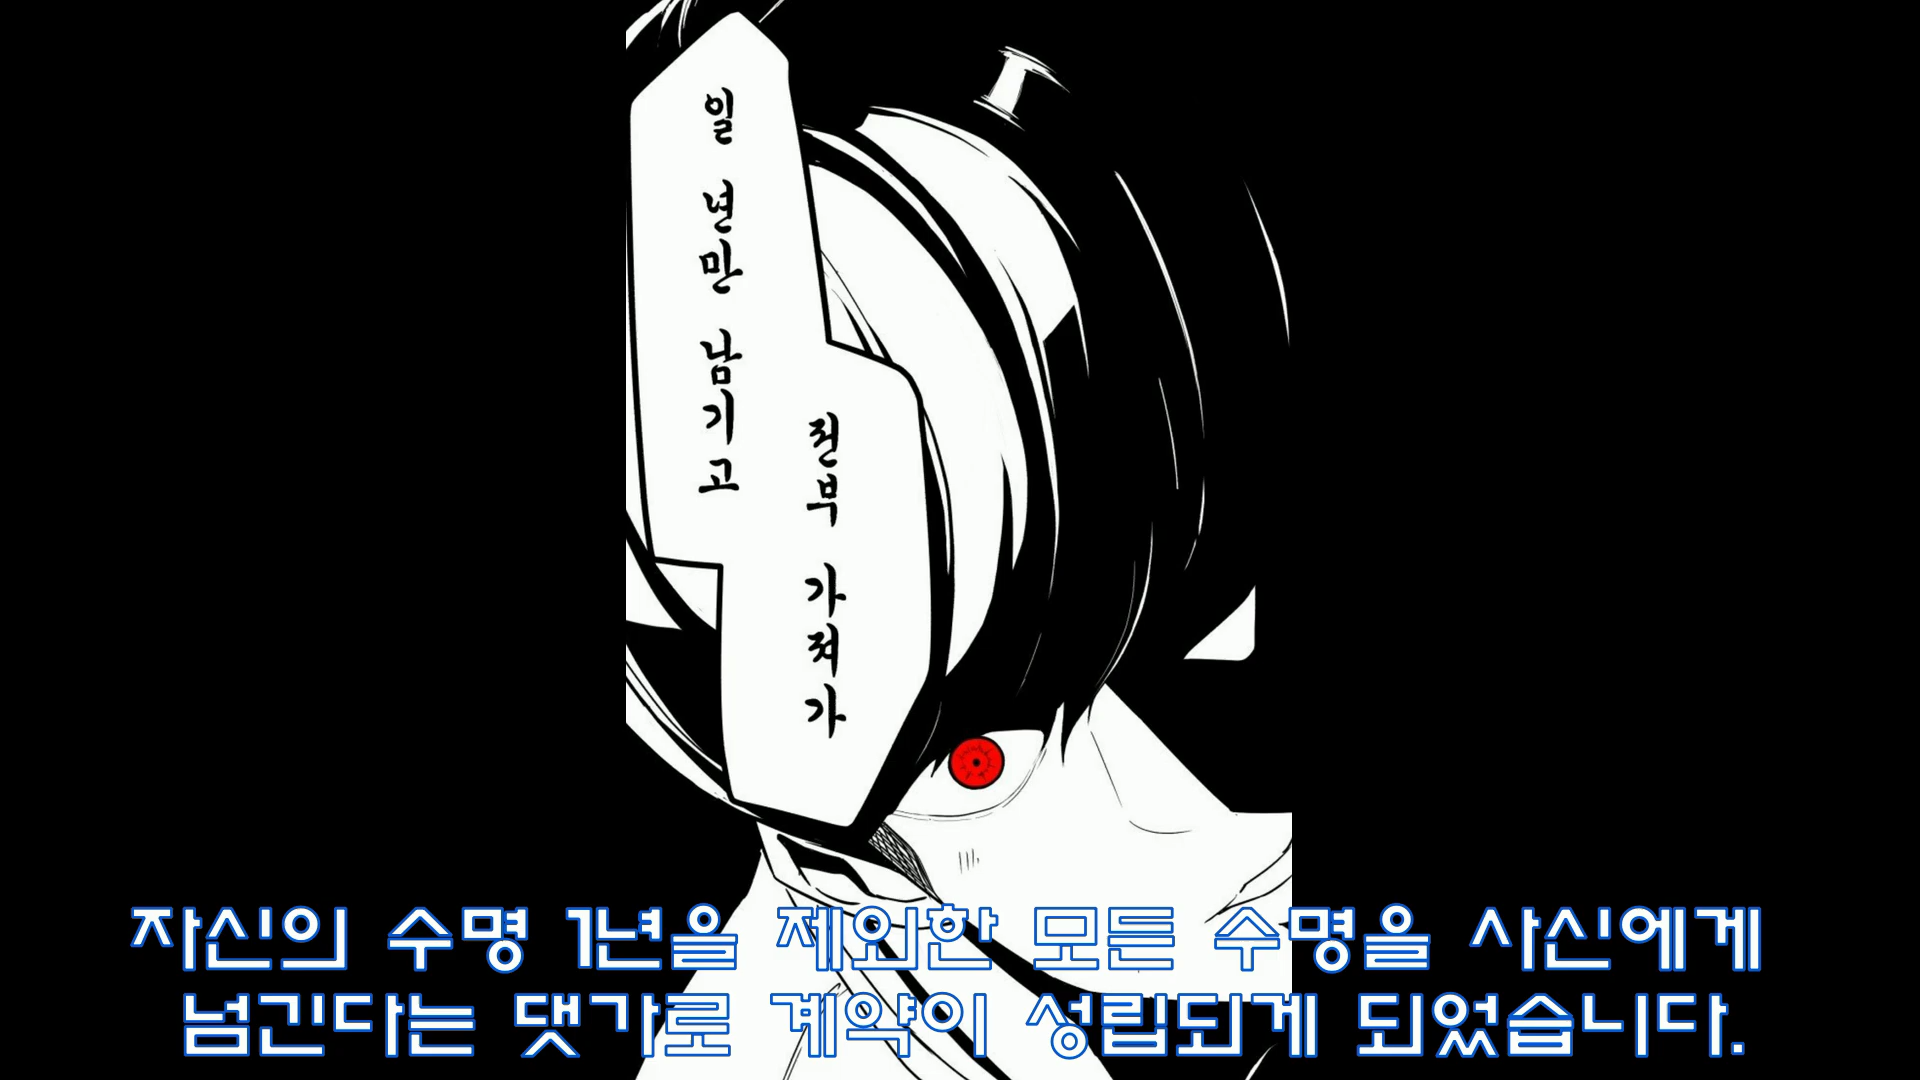 일 년만 남기고
전부 가져가
자신의 수명 1년을 제외한 모든 수명을 사신에게
넘긴다는 댓가로 계약이 성립되게 되었습니다.